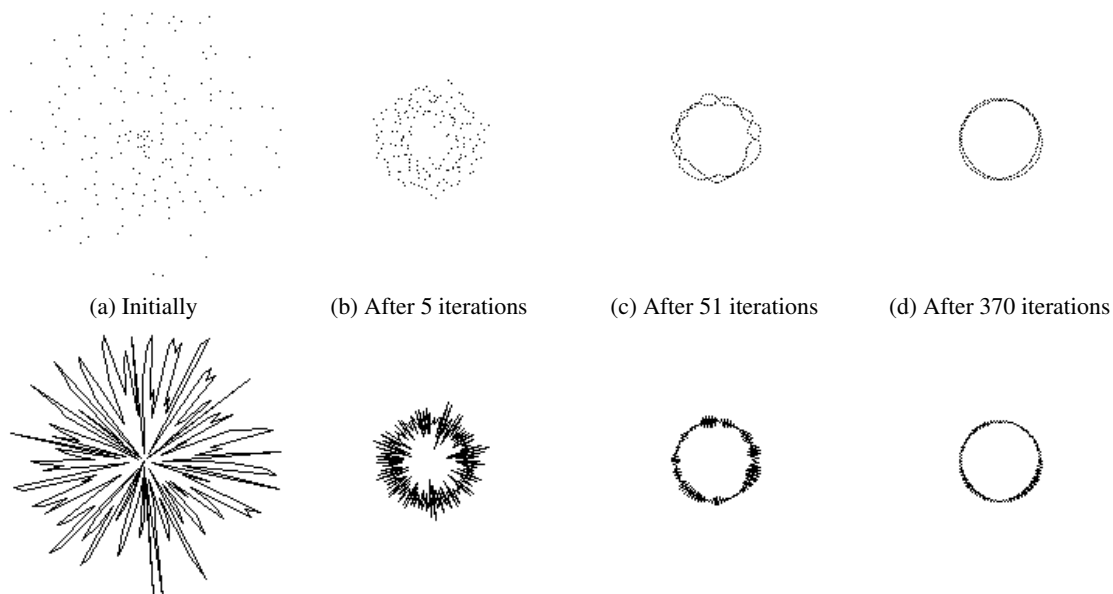 (a) Initially
(b) After 5 iterations
(c) After 51 iterations
(d) After 370 iterations